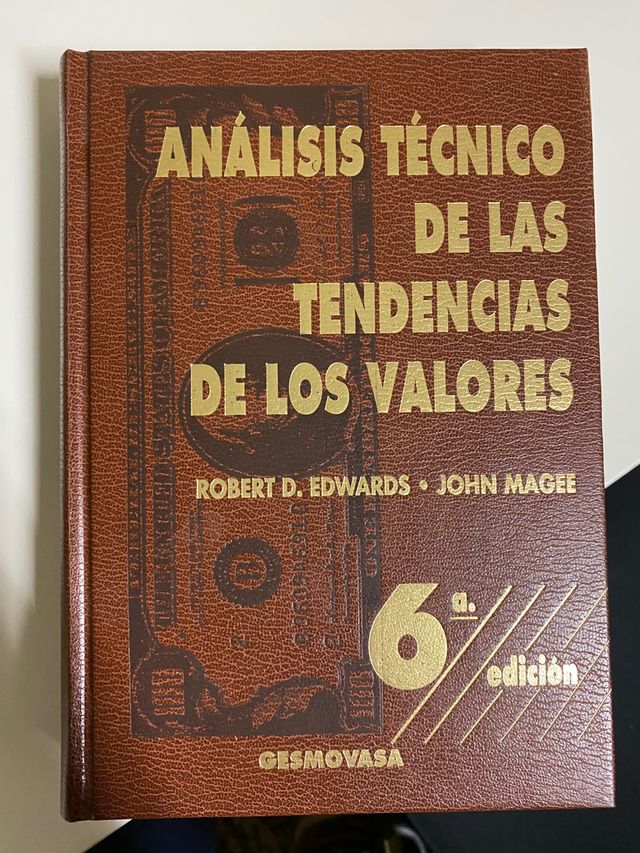 ANÁLISIS TÉCNICO
DE LAS
TENDENCIAS
DE LOS VALORES
ROBERT D. EDWARDS • JOHN MAGEE
6a.
edición
GESMOVASA